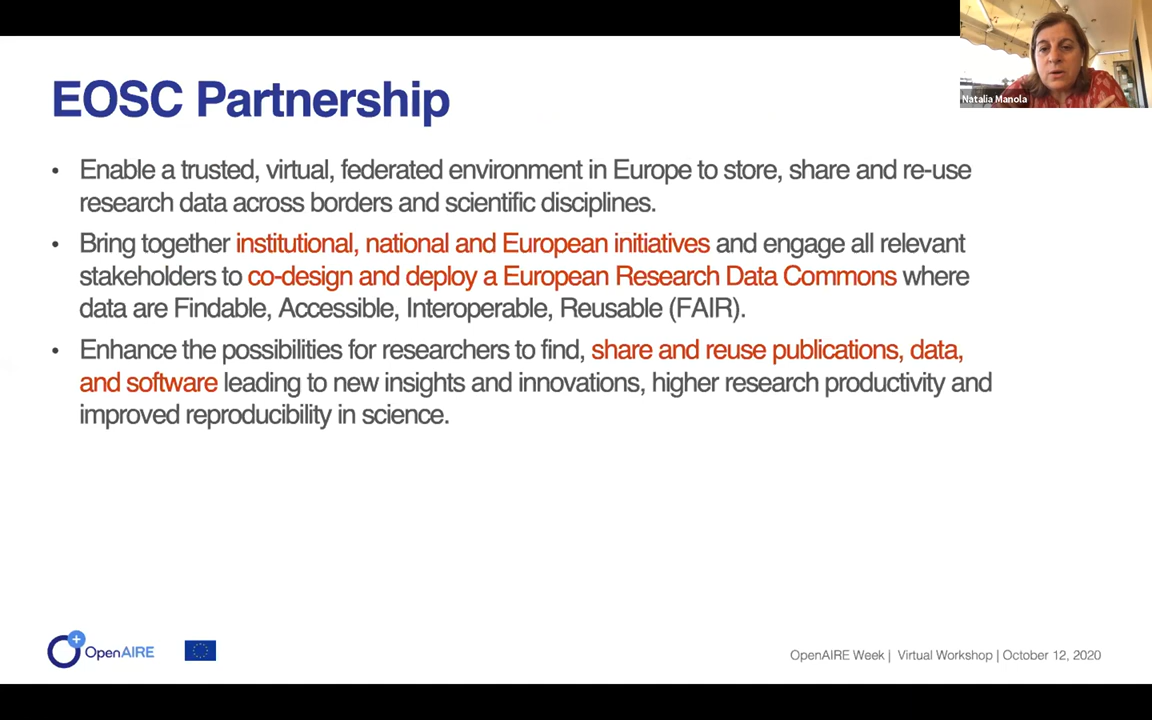 EOSC Partnership
Natalia Manola
• Enable a trusted, virtual, federated environment in Europe to store, share and re-use
research data across borders and scientific disciplines.
• Bring together institutional, national and European initiatives and engage all relevant
stakeholders to co-design and deploy a European Research Data Commons where
data are Findable, Accessible, Interoperable, Reusable (FAIR).
• Enhance the possibilities for researchers to find, share and reuse publications, data,
and software leading to new insights and innovations, higher research productivity and
improved reproducibility in science.
OpenAIRE
OpenAIRE Week | Virtual Workshop | October 12, 2020